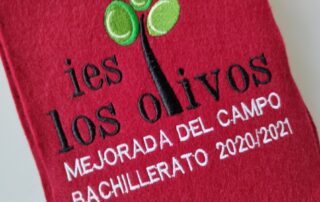 ies
los olivos
MEJORADA DEL CAMPO
BACHILLERATO 2020/2021